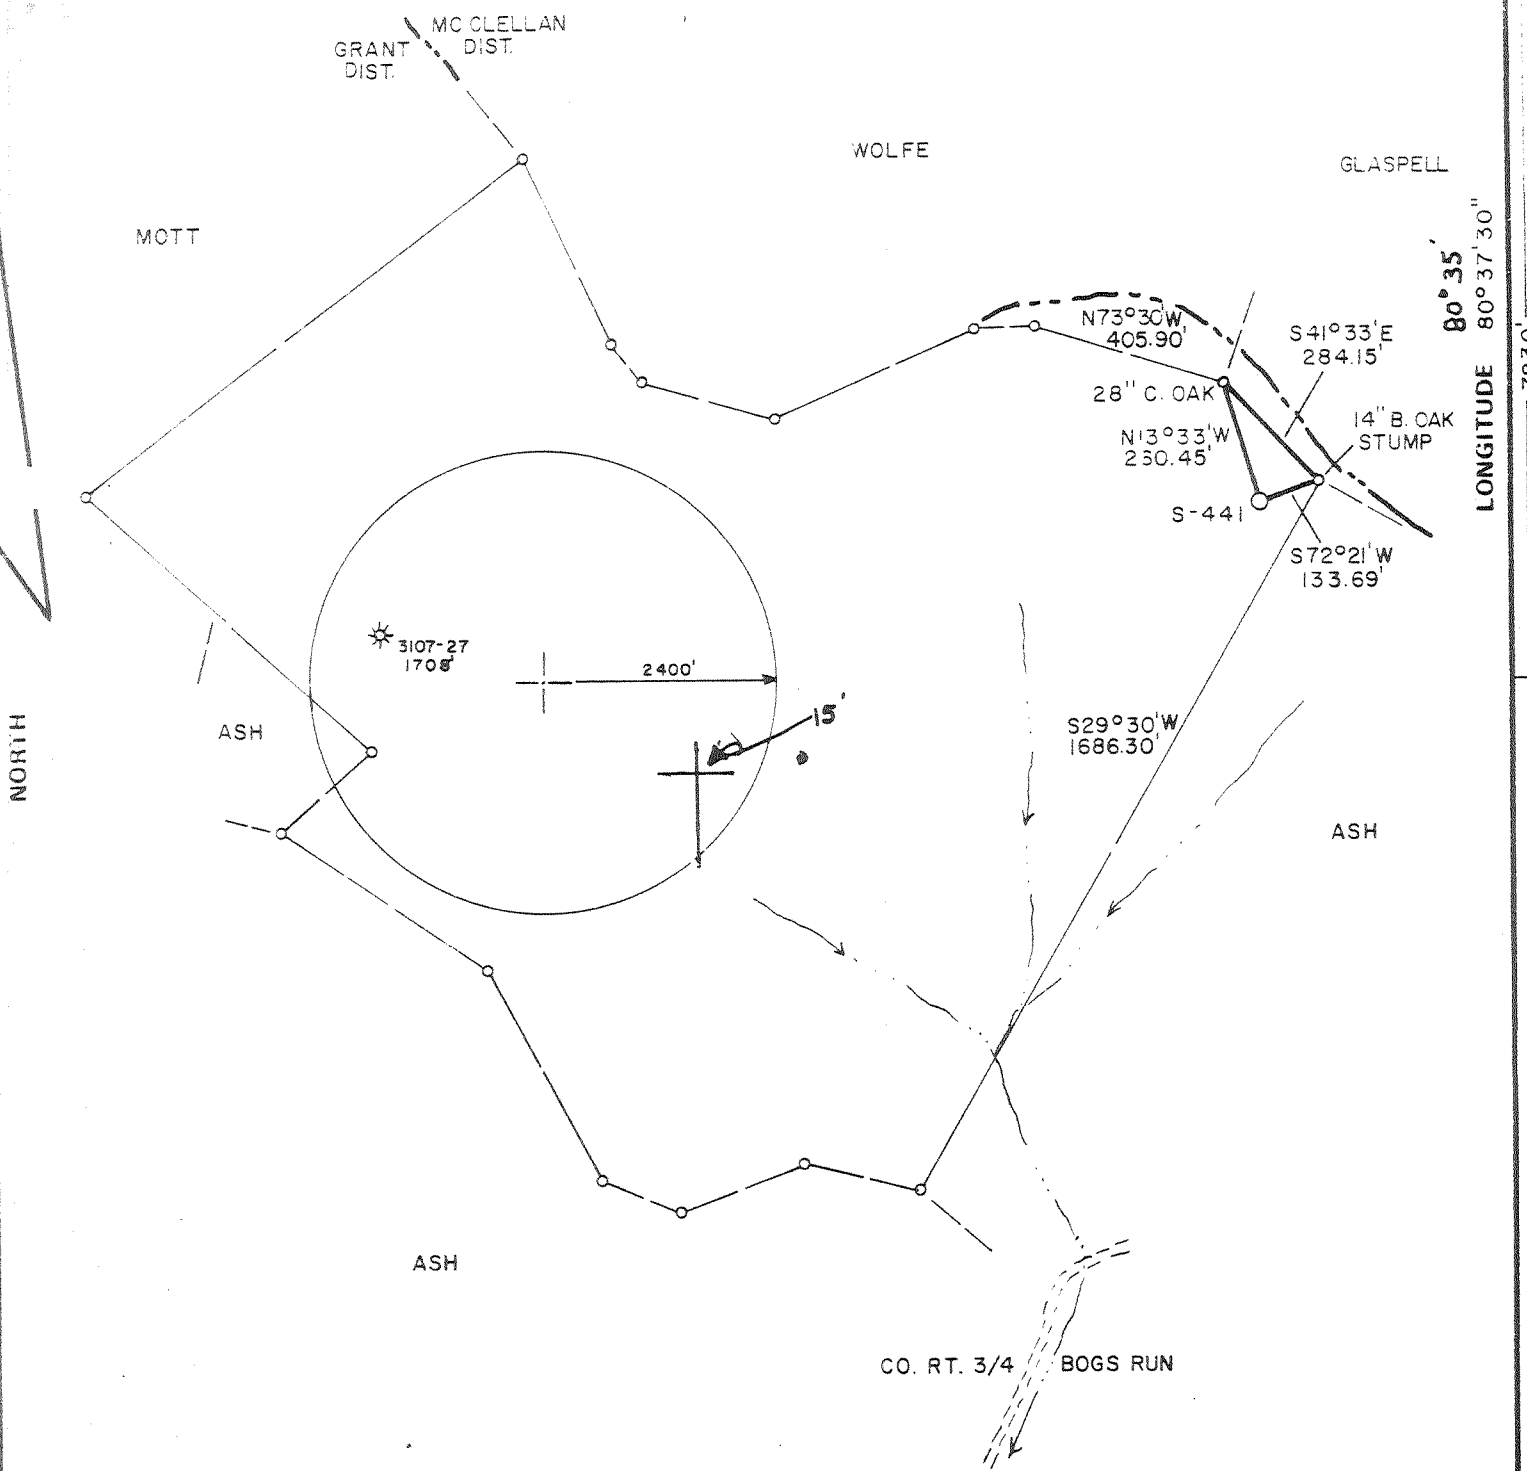 MC CLELLAN
DIST.
GRANT
DIST.
WOLFE
GLASPELL
MOTT
80°35'
LONGITUDE 80°37'30"
N73°30'W
405.90'
S41°33'E
284.15'
28" C. OAK
14" B. OAK
STUMP
N13°33'W
230.45'
S-441
S72°21'W
133.69'
3107-27
1708'
2400'
15'
S29°30'W
1686.30'
ASH
NORTH
ASH
ASH
CO. RT. 3/4
BOGS RUN